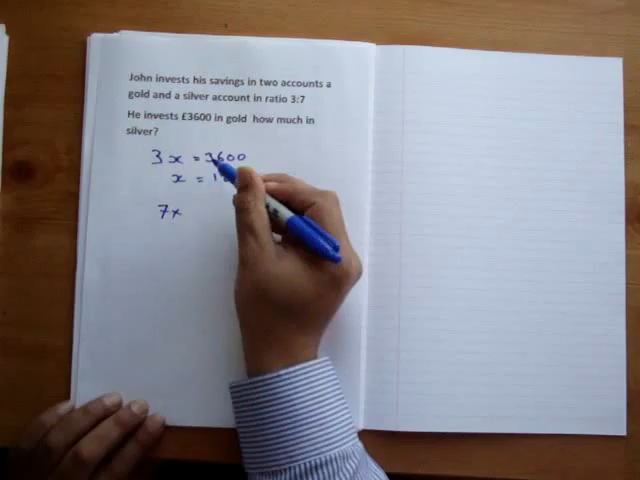 John invests his savings in two accounts a
gold and a silver account in ratio 3:7
He invests £3600 in gold how much in
silver?
3x = 3600
x = 1
7x